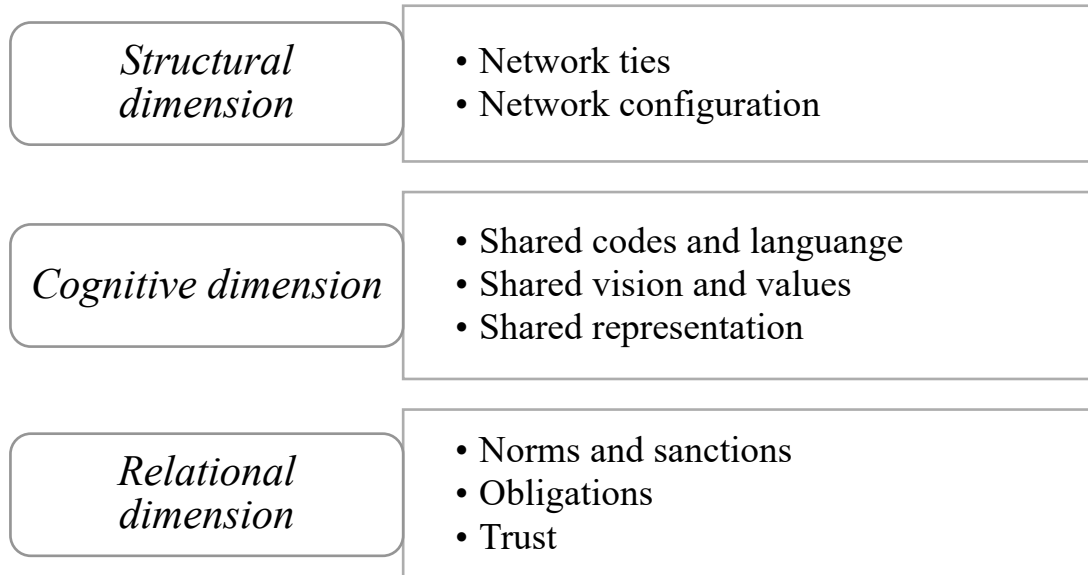 Structural
dimension
• Network ties
• Network configuration
Cognitive dimension
• Shared codes and languange
• Shared vision and values
• Shared representation
Relational
dimension
• Norms and sanctions
• Obligations
• Trust